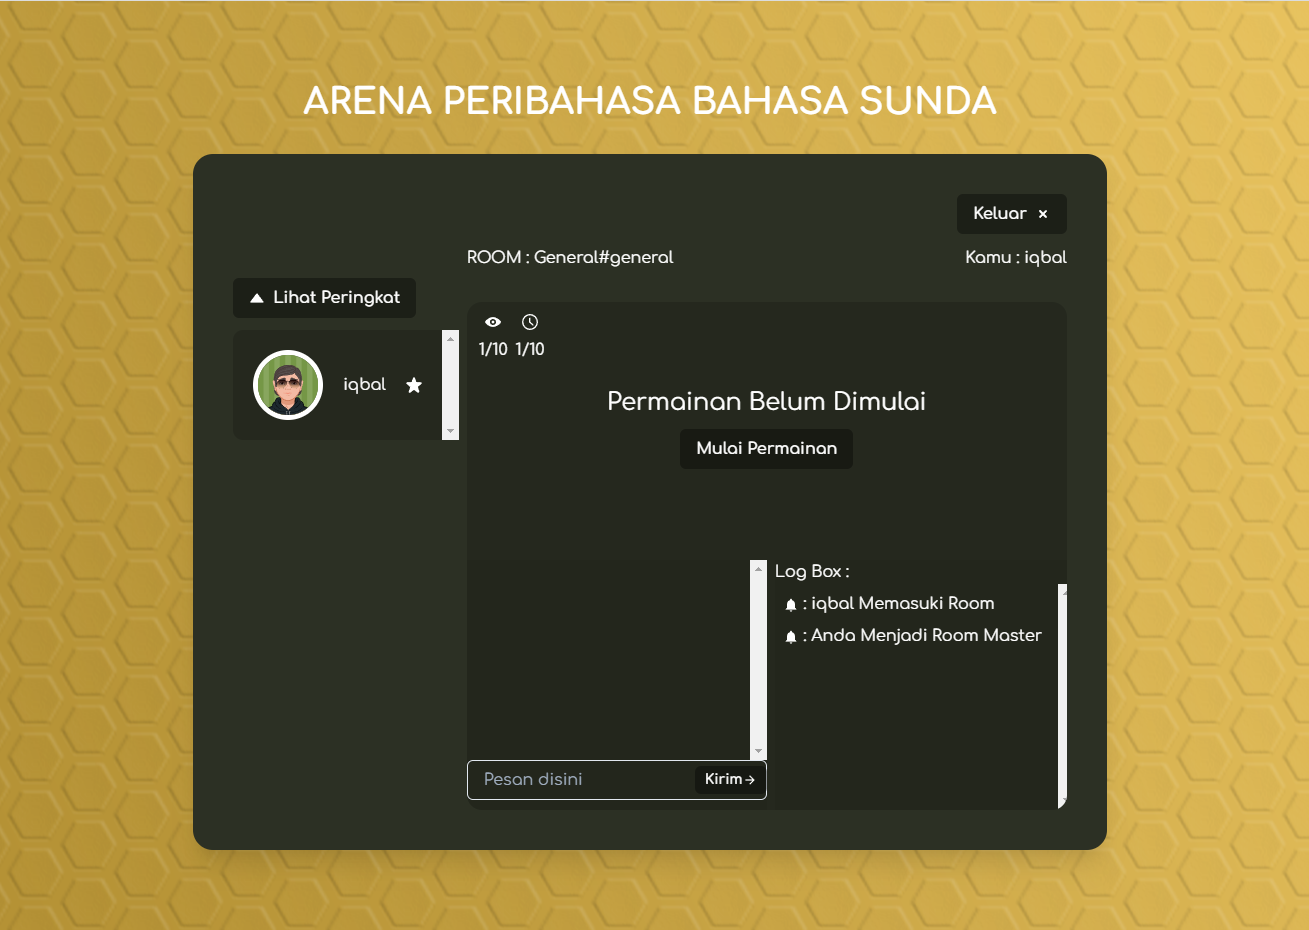 ARENA PERIBAHASA BAHASA SUNDA
Keluar ×
ROOM : General#general
Kamu : iqbal
Lihat Peringkat
iqbal
1/10 1/10
Permainan Belum Dimulai
Mulai Permainan
Log Box :
: iqbal Memasuki Room
: Anda Menjadi Room Master
Pesan disini
Kirim→